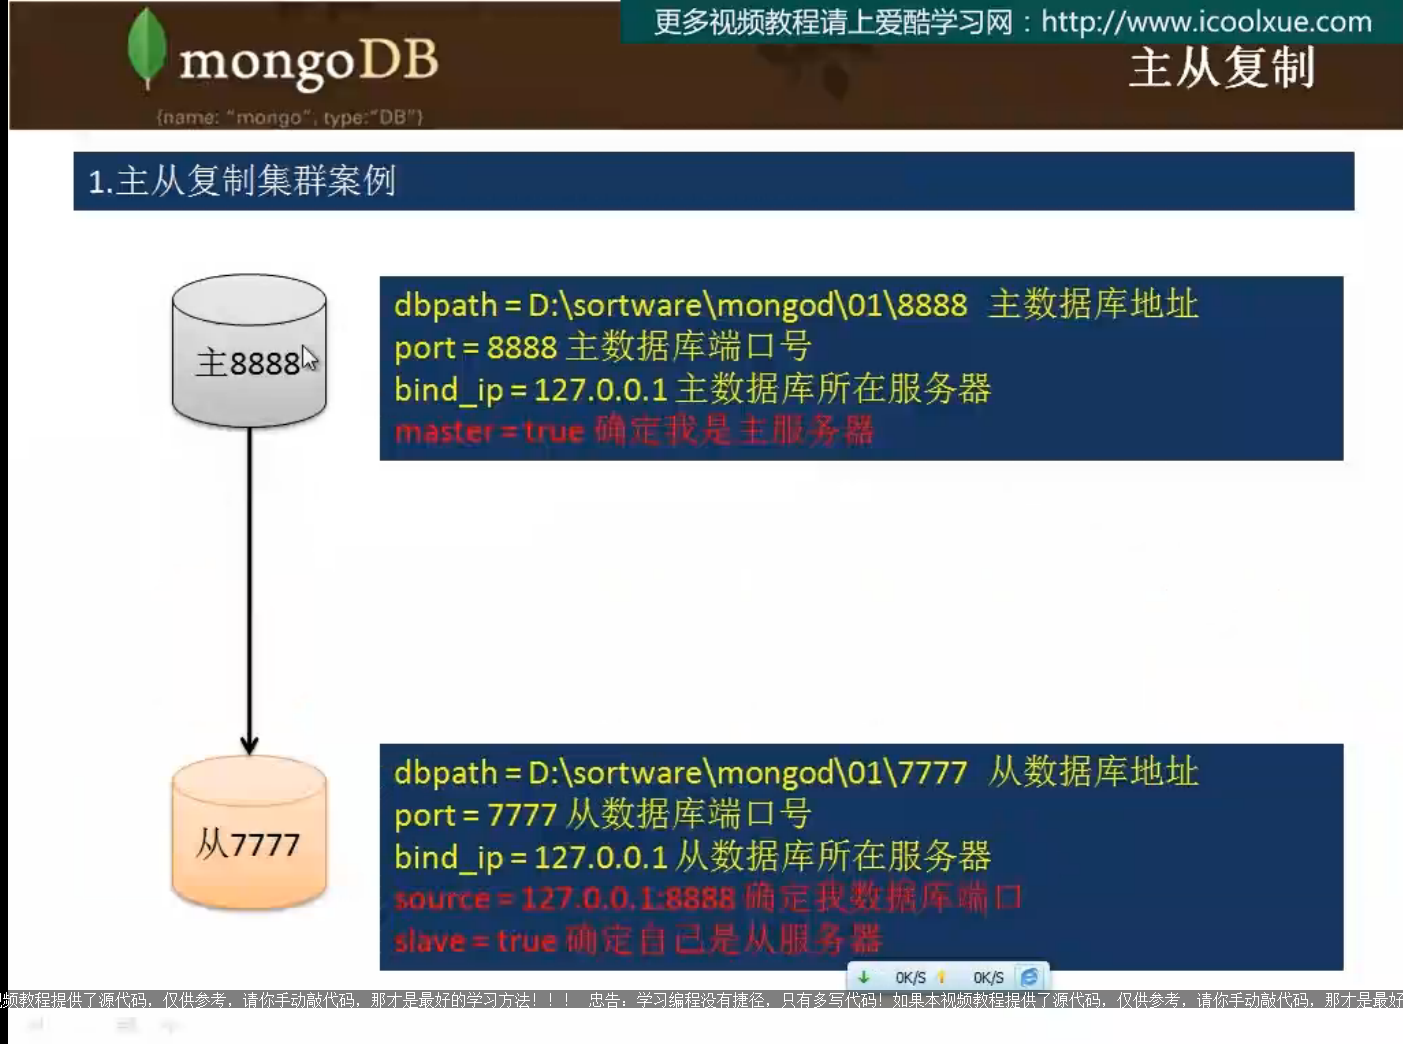 更多视频教程请上爱酷学习网：http://www.icoolxue.com
mongoDB
主从复制
{name: "mongo", type:"DB"}
1.主从复制集群案例
dbpath = D:\sortware\mongod\01\8888 主数据库地址
port = 8888 主数据库端口号
bind_ip = 127.0.0.1 主数据库所在服务器
master = true 确定我是主服务器
主8888
dbpath = D:\sortware\mongod\01\7777 从数据库地址
port = 7777 从数据库端口号
bind_ip = 127.0.0.1 从数据库所在服务器
source = 127.0.0.1:8888 确定我数据库端口
slave = true 确定自己是从服务器
从7777
0K/S 0K/S
频教程提供了源代码，仅供参考，请你手动敲代码，那才是最好的学习方法！！！ 忠告：学习编程没有捷径，只有多写代码！如果本视频教程提供了源代码，仅供参考，请你手动敲代码，那才是最好